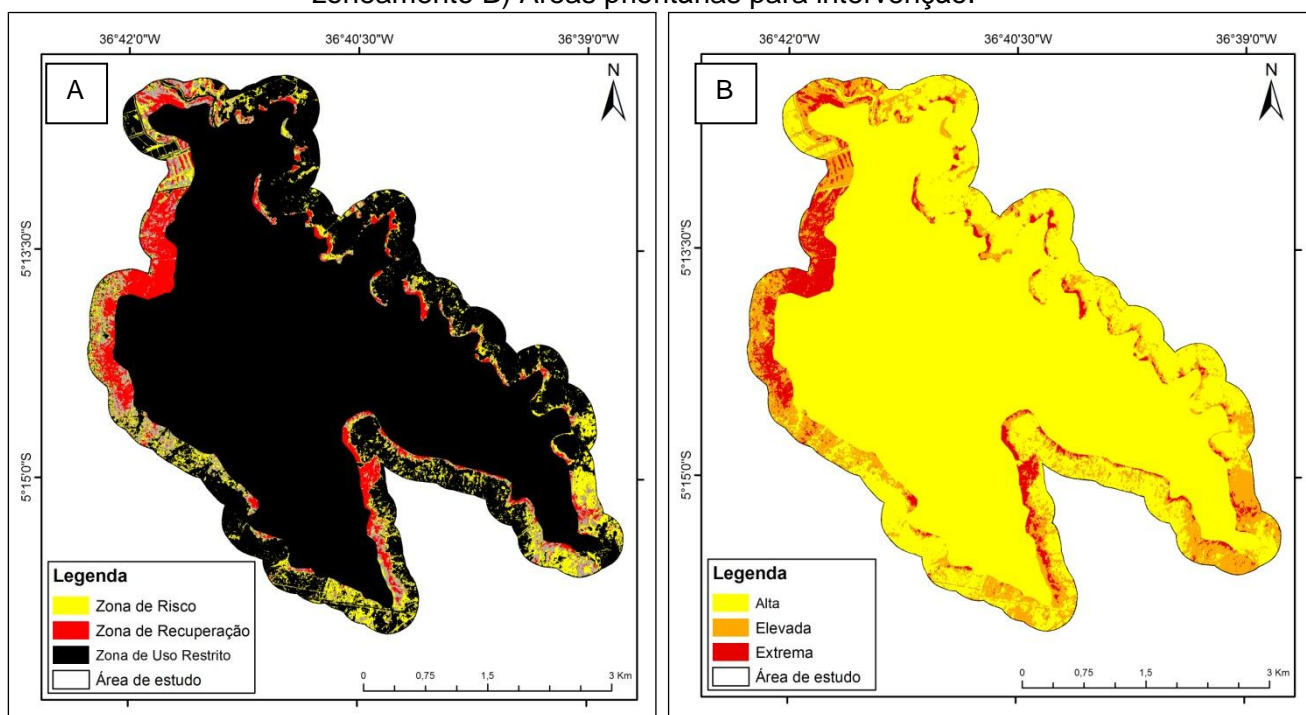 zoneamento B) Áreas prioritárias para intervenção.
36°42'0"W 36°40'30"W 36°39'0"W
A
N
5°13'30"S
5°15'0"S
Legenda
Zona de Risco
Zona de Recuperação
Zona de Uso Restrito
Área de estudo
0 0,75 1,5 3 Km
36°42'0"W 36°40'30"W 36°39'0"W
B
N
5°13'30"S
5°15'0"S
Legenda
Alta
Elevada
Extrema
Área de estudo
0 0,75 1,5 3 Km